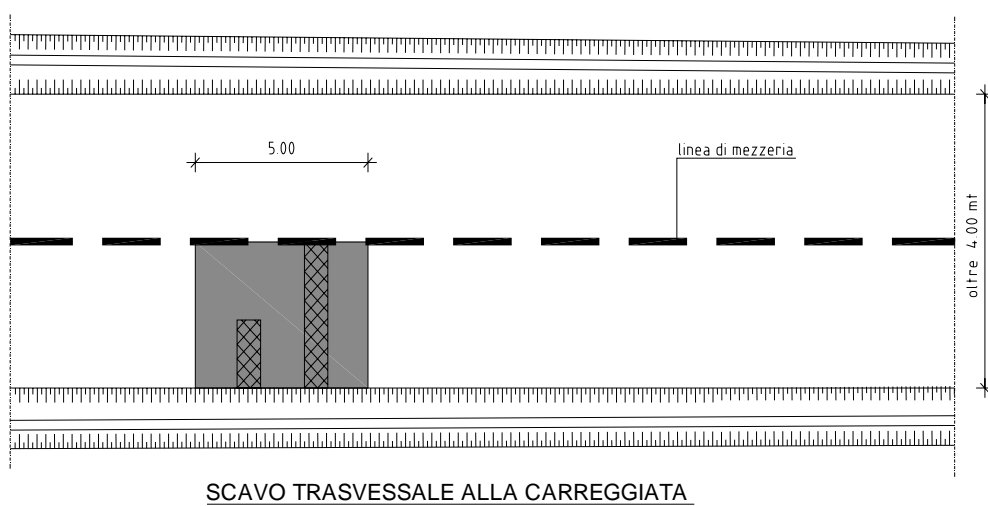 5.00
linea di mezzeria
oltre 4.00 mt
SCAVO TRASVESSALE ALLA CARREGGIATA